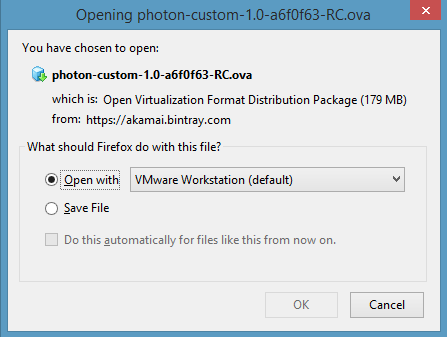 Opening photon-custom-1.0-a6f0f63-RC.ova
You have chosen to open:
photon-custom-1.0-a6f0f63-RC.ova
which is: Open Virtualization Format Distribution Package (179 MB)
from: https://akamai.bintray.com
What should Firefox do with this file?
Open with VMware Workstation (default)
Save File
Do this automatically for files like this from now on.
OK Cancel